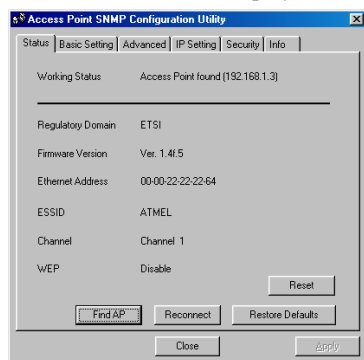 Access Point SNMP Configuration Utility
Status Basic Setting Advanced IP Setting Security Info
Working Status Access Point found (192.168.1.3)
Regulatory Domain ETSI
Firmware Version Ver. 1.4f.5
Ethernet Address 00-00-22-22-22-64
ESSID ATMEL
Channel Channel 1
WEP Disable
Reset
Find AP Reconnect Restore Defaults
Close Apply